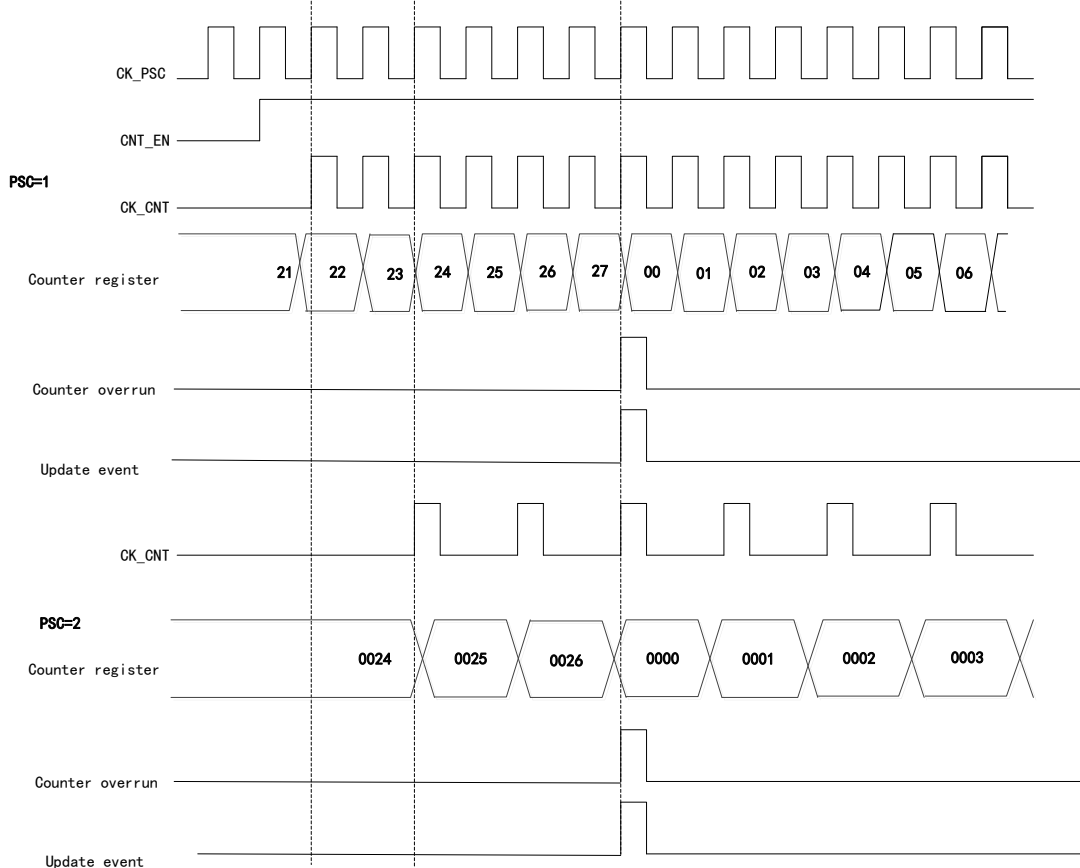 CK_PSC
CNT_EN
PSC=1
CK_CNT
Counter register 21 22 23 24 25 26 27 00 01 02 03 04 05 06
Counter overrun
Update event
CK_CNT
PSC=2
Counter register 0024 0025 0026 0000 0001 0002 0003
Counter overrun
Update event